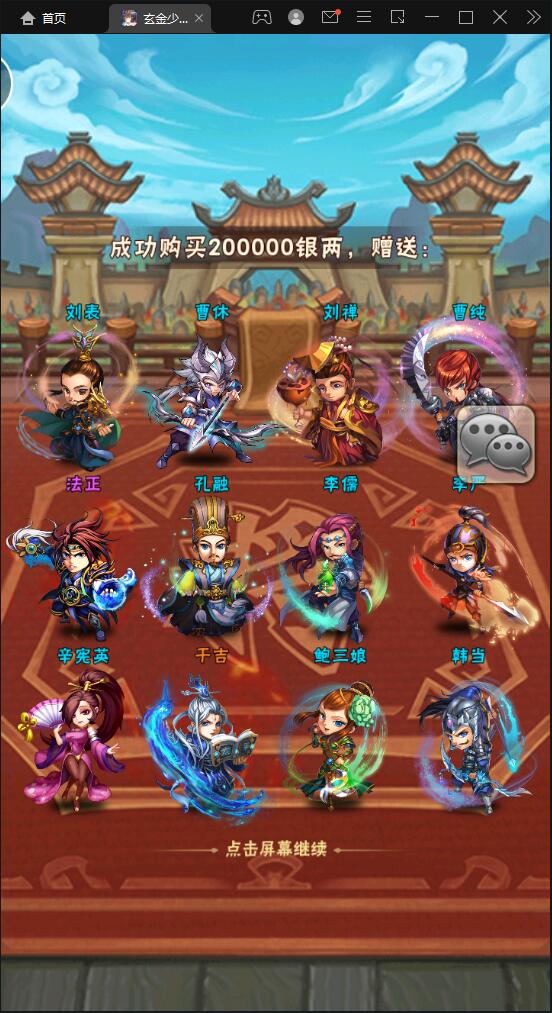 首页
玄金少...
成功购买200000银两，赠送：
刘表 曹休 刘禅 曹纯
法正 孔融 李儒 李严
辛宪英 于吉 鲍三娘 韩当
点击屏幕继续